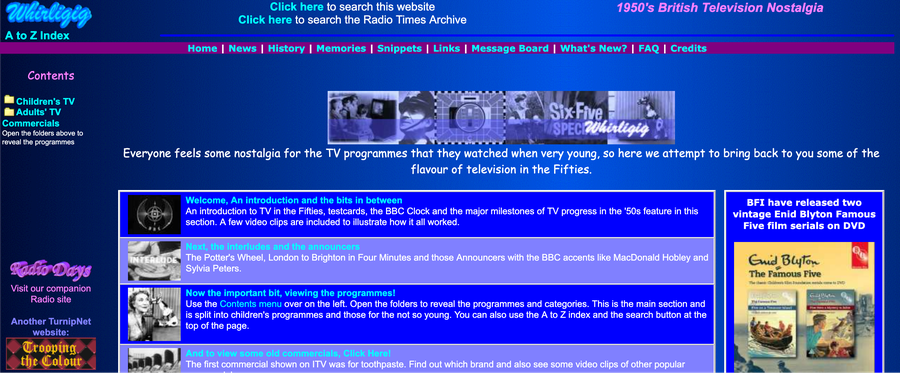 Whirligig
Click here to search this website
Click here to search the Radio Times Archive
1950's British Television Nostalgia
A to Z Index
Home | News | History | Memories | Snippets | Links | Message Board | What's New? | FAQ | Credits
Contents
Children's TV
Adults' TV
Commercials
Open the folders above to
reveal the programmes
Radio Days
Visit our companion
Radio site
Another TurnipNet
website:
Trooping
the Colour
SIX-FIVE
SPECIAL
Whirligig
Everyone feels some nostalgia for the TV programmes that they watched when very young, so here we attempt to bring back to you some of the
flavour of television in the Fifties.
Welcome, An introduction and the bits in between
An introduction to TV in the Fifties, testcards, the BBC Clock and the major milestones of TV progress in the '50s feature in this
section. A few video clips are included to illustrate how it all worked.
INTERLUDE
Next, the interludes and the announcers
The Potter's Wheel, London to Brighton in Four Minutes and those Announcers with the BBC accents like MacDonald Hobley and
Sylvia Peters.
Now the important bit, viewing the programmes!
Use the Contents menu over on the left. Open the folders to reveal the programmes and categories. This is the main section and
is split into children's programmes and those for the not so young. You can also use the A to Z index and the search button at the
top of the page.
And to view some old commercials, Click Here!
The first commercial shown on ITV was for toothpaste. Find out which brand and also see some video clips of other popular
BFI have released two
vintage Enid Blyton Famous
Five film serials on DVD
Enid Blyton
The Famous Five